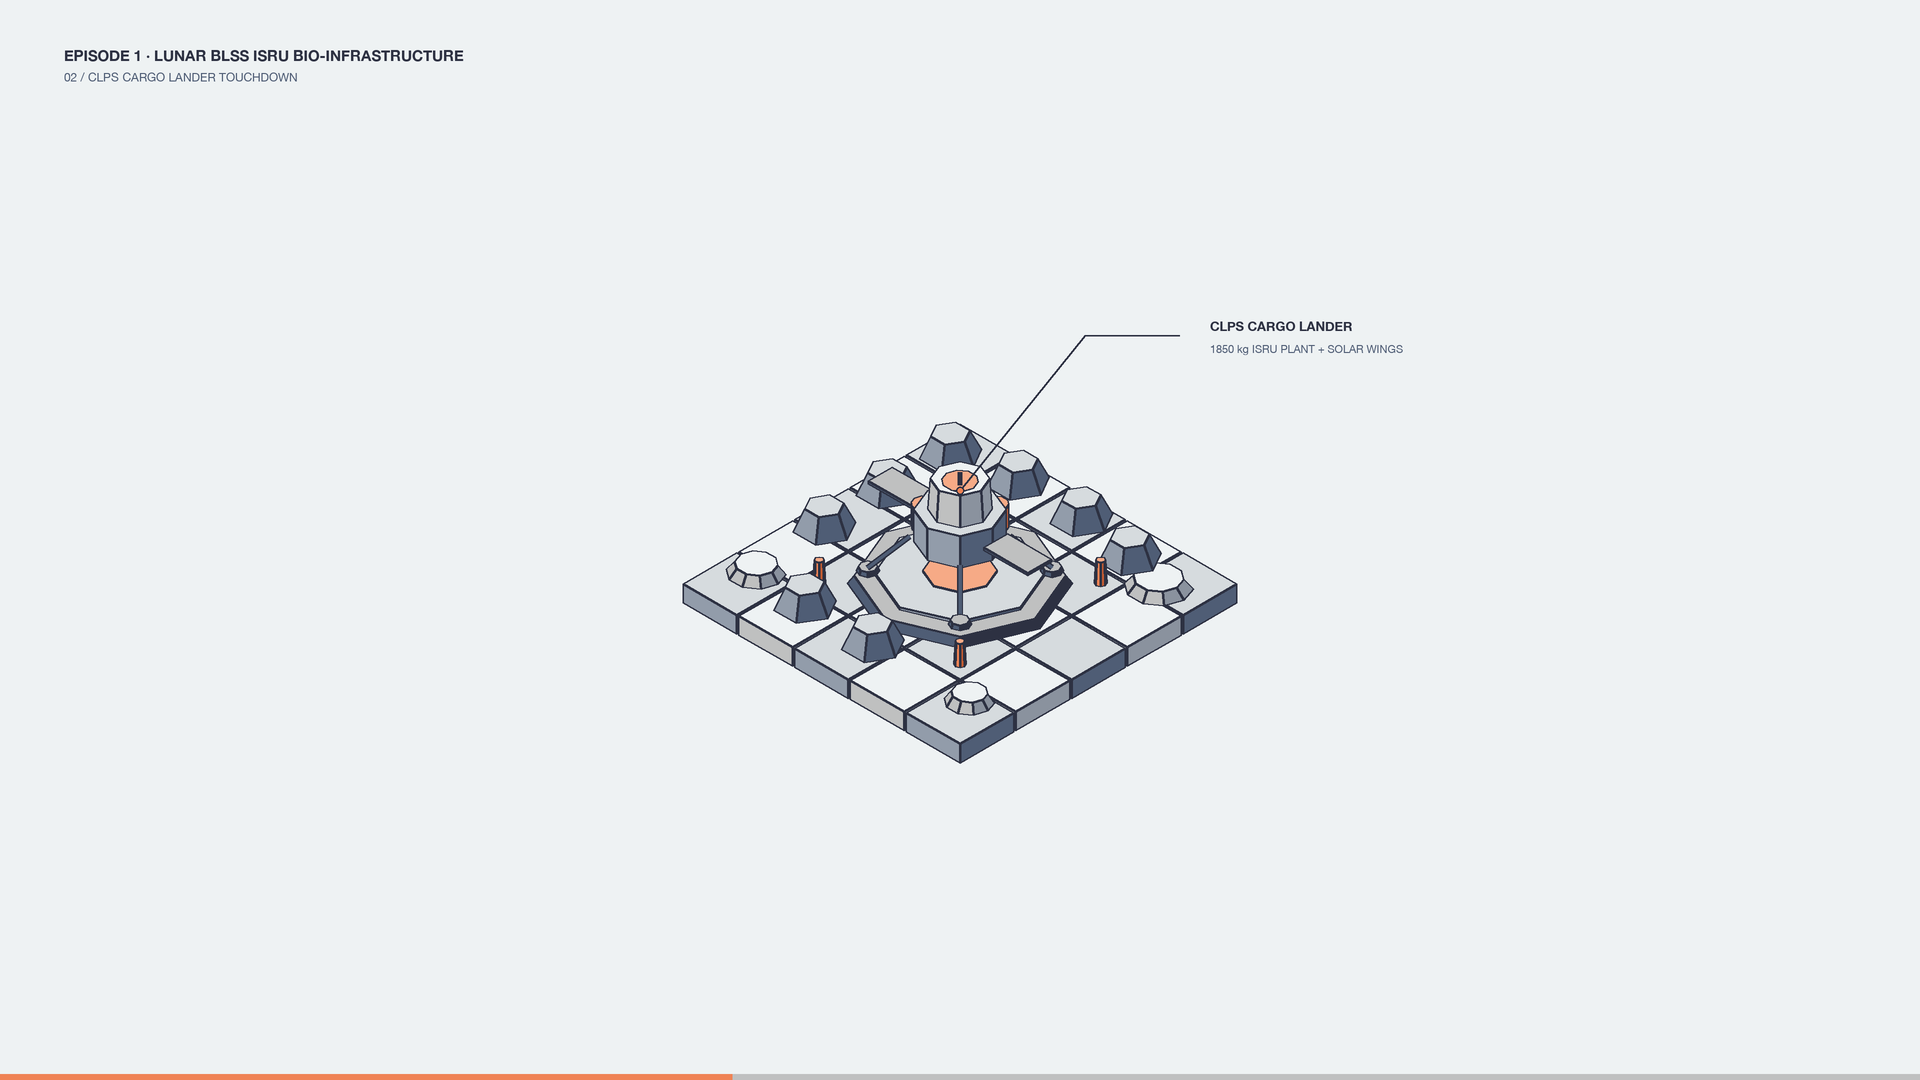 EPISODE 1 · LUNAR BLSS ISRU BIO-INFRASTRUCTURE
02 / CLPS CARGO LANDER TOUCHDOWN
CLPS CARGO LANDER
1850 kg ISRU PLANT + SOLAR WINGS